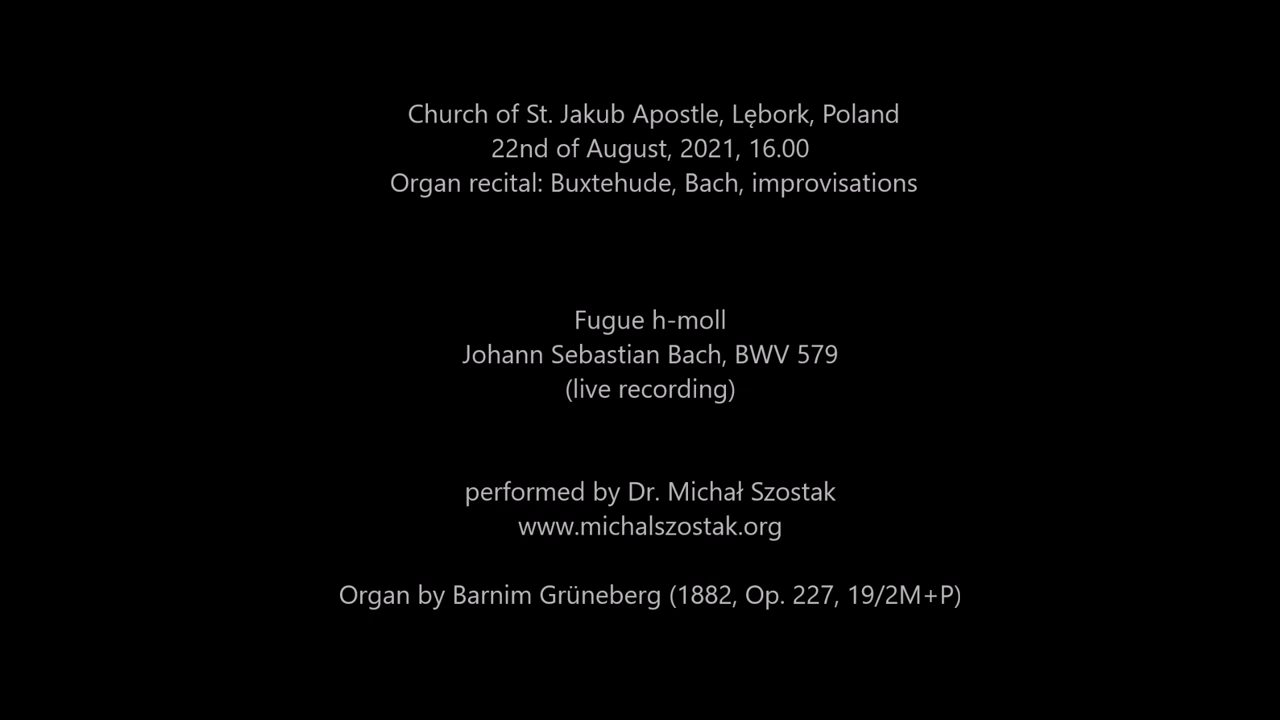 Church of St. Jakub Apostle, Lębork, Poland
22nd of August, 2021, 16.00
Organ recital: Buxtehude, Bach, improvisations
Fugue h-moll
Johann Sebastian Bach, BWV 579
(live recording)
performed by Dr. Michał Szostak
www.michalszostak.org
Organ by Barnim Grüneberg (1882, Op. 227, 19/2M+P)